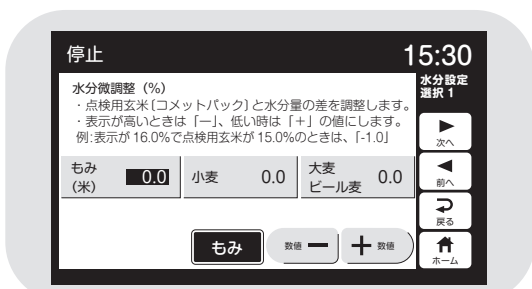 停止 15:30
水分設定
選択 1
水分微調整（%）
・点検用玄米〔コメットパック〕と水分量の差を調整します。
・表示が高いときは「ー」、低い時は「＋」の値にします。
例:表示が 16.0%で点検用玄米が 15.0%のときは、「-1.0」
もみ
（米） 0.0
小麦 0.0
大麦
ビール麦 0.0
次へ
前へ
戻る
ホーム
もみ
数値 ー
＋ 数値